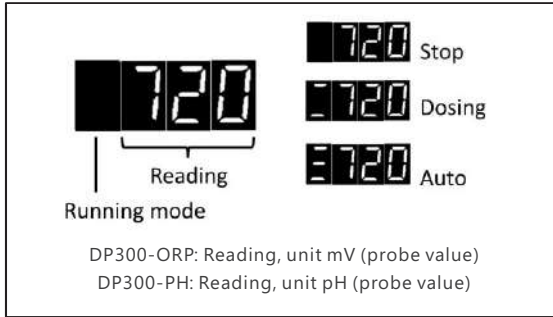 720
Reading
Running mode
720 Stop
720 Dosing
720 Auto
DP300-ORP: Reading, unit mV (probe value)
DP300-PH: Reading, unit pH (probe value)